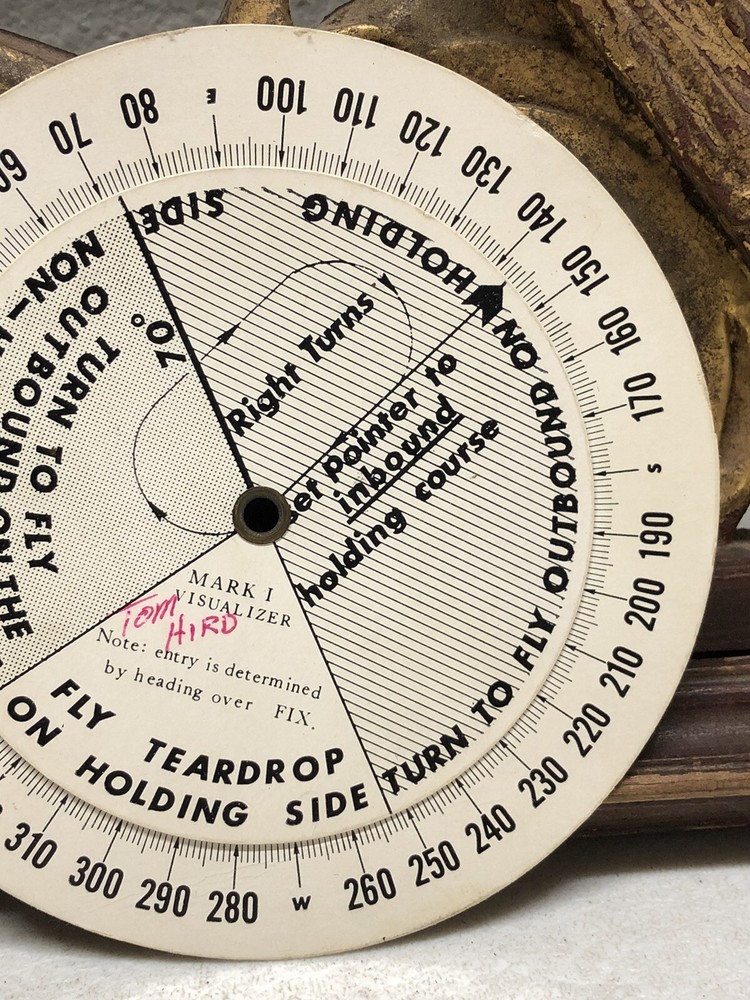 60
70
80
E
100
110
120
130
140
150
160
170
S
190
200
210
220
230
240
250
260
W
280
290
300
310
HOLDING SIDE
NON-
TURN TO FLY
OUTBOUND ON THE
70°
Right Turns
Set pointer to
inbound
holding course
TURN TO FLY OUTBOUND ON
MARK I
VISUALIZER
TOM
HIRD
Note: entry is determined
by heading over FIX.
FLY TEARDROP
ON HOLDING SIDE